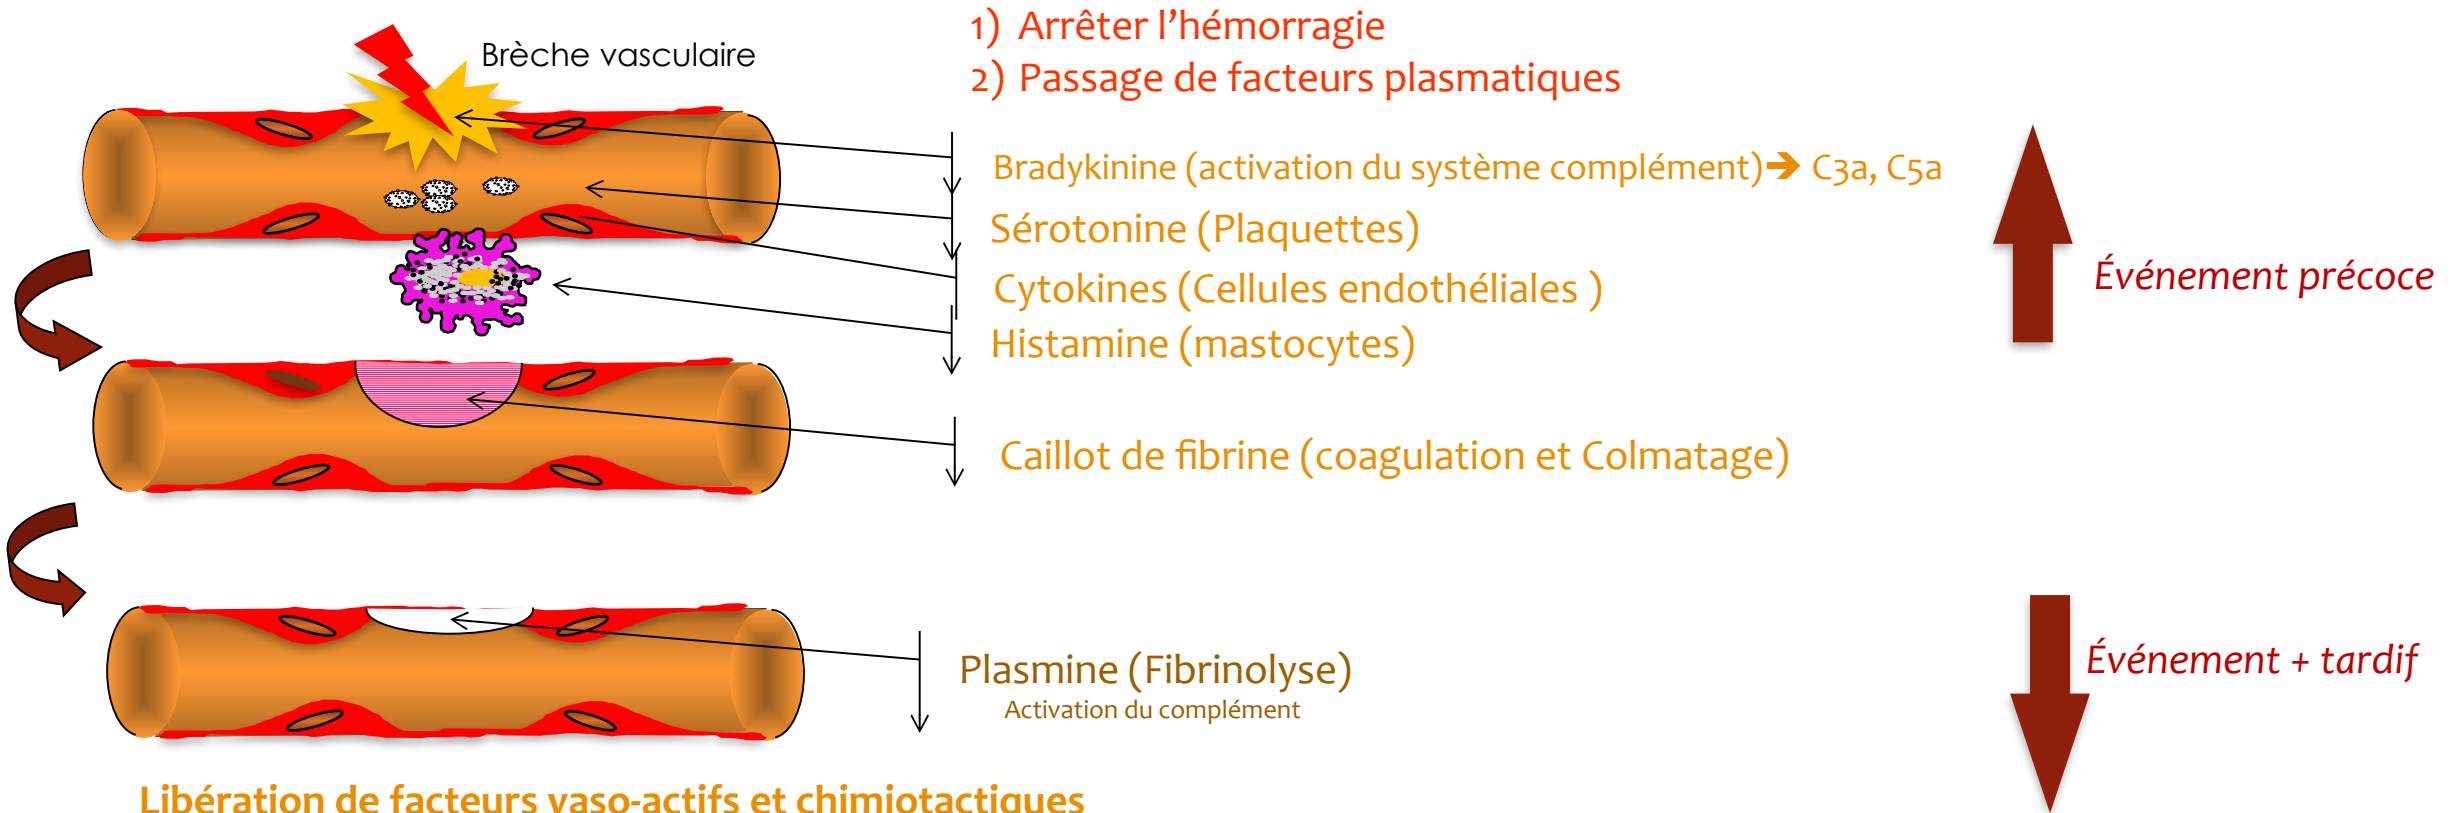 Brèche vasculaire
1) Arrêter l’hémorragie
2) Passage de facteurs plasmatiques
Bradykinine (activation du système complément)➔ C3a, C5a
Sérotonine (Plaquettes)
Cytokines (Cellules endothéliales )
Histamine (mastocytes)
Événement précoce
Caillot de fibrine (coagulation et Colmatage)
Plasmine (Fibrinolyse)
Activation du complément
Événement + tardif
Libération de facteurs vaso-actifs et chimiotactiques